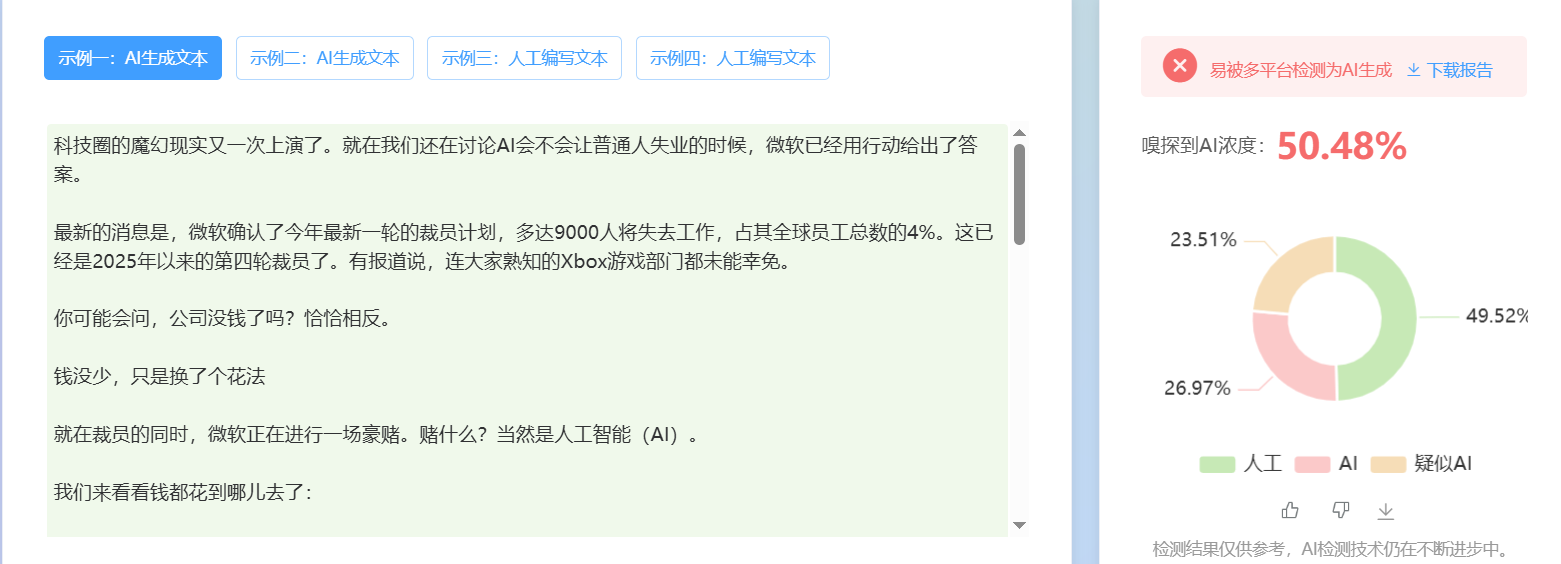 示例一：AI生成文本
示例二：AI生成文本
示例三：人工编写文本
示例四：人工编写文本
科技圈的魔幻现实又一次上演了。就在我们还在讨论AI会不会让普通人失业的时候，微软已经用行动给出了答
案。
最新的消息是，微软确认了今年最新一轮的裁员计划，多达9000人将失去工作，占其全球员工总数的4%。这已
经是2025年以来的第四轮裁员了。有报道说，连大家熟知的Xbox游戏部门都未能幸免。
你可能会问，公司没钱了吗？恰恰相反。
钱没少，只是换了个花法
就在裁员的同时，微软正在进行一场豪赌。赌什么？当然是人工智能（AI）。
我们来看看钱都花到哪儿去了：
易被多平台检测为AI生成
下载报告
嗅探到AI浓度：50.48%
23.51%
49.52%
26.97%
人工
AI
疑似AI
检测结果仅供参考，AI检测技术仍在不断进步中。